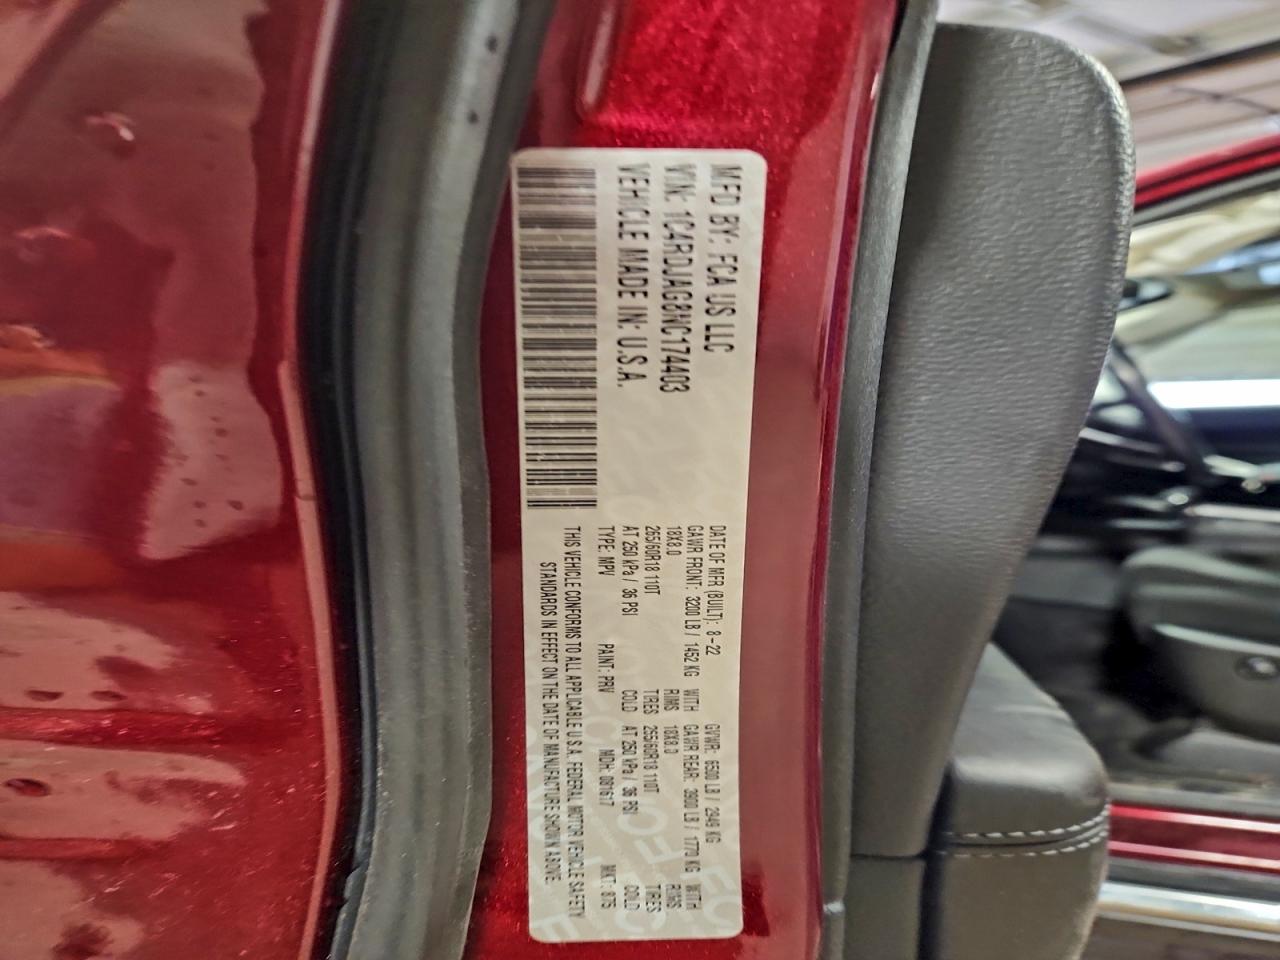 MFD BY: FCA US LLC
VIN: 1C4RDJAG8NC174403
VEHICLE MADE IN: U.S.A.
DATE OF MFR (BUILT): 8-22 GVWR: 6500 LB / 2949 KG
GAWR FRONT: 3200 LB / 1452 KG WITH GAWR REAR: 3900 LB / 1770 KG WITH
18X8.0 RIMS 18X8.0 RIMS
265/60R18 110T TIRES 265/60R18 110T TIRES
AT 250 kPa / 36 PSI COLD AT 250 kPa / 36 PSI COLD
TYPE: MPV PAINT: PRV MDH: 081617 MKT: 875
THIS VEHICLE CONFORMS TO ALL APPLICABLE U.S.A. FEDERAL MOTOR VEHICLE SAFETY
STANDARDS IN EFFECT ON THE DATE OF MANUFACTURE SHOWN ABOVE.